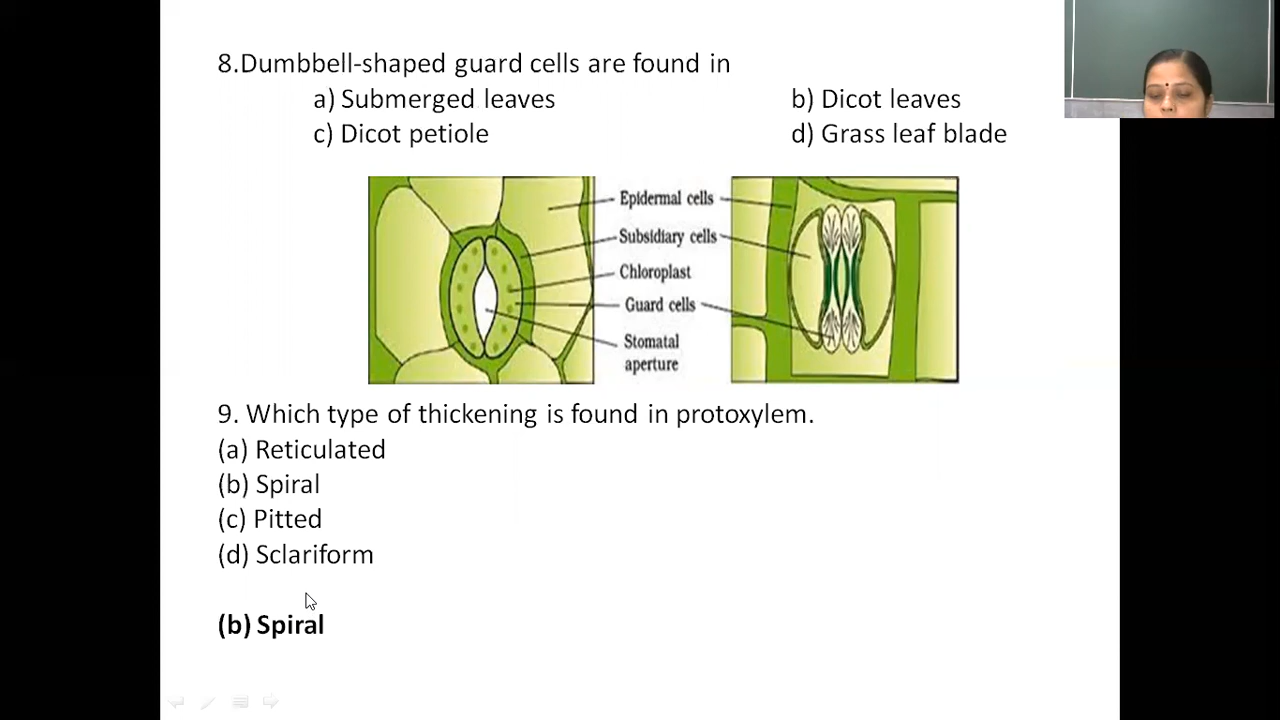 8.Dumbbell-shaped guard cells are found in
a) Submerged leaves b) Dicot leaves
c) Dicot petiole d) Grass leaf blade
Epidermal cells
Subsidiary cells
Chloroplast
Guard cells
Stomatal
aperture
9. Which type of thickening is found in protoxylem.
(a) Reticulated
(b) Spiral
(c) Pitted
(d) Sclariform
(b) Spiral